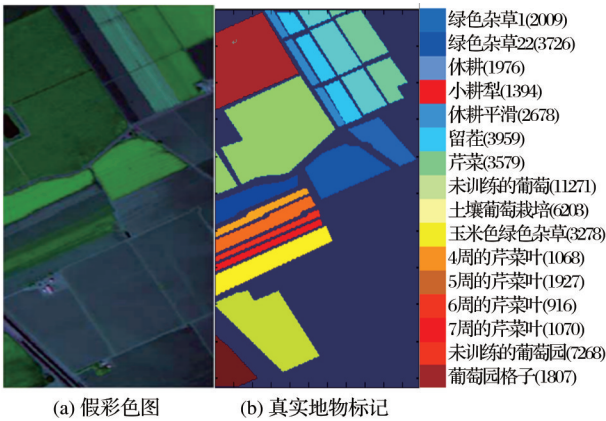 绿色杂草1(2009)
绿色杂草22(3726)
休耕(1976)
小耕犁(1394)
休耕平滑(2678)
留茬(3959)
芹菜(3579)
未训练的葡萄(11271)
土壤葡萄栽培(6203)
玉米色绿色杂草(3278)
4周的芹菜叶(1068)
5周的芹菜叶(1927)
6周的芹菜叶(916)
7周的芹菜叶(1070)
未训练的葡萄园(7268)
葡萄园格子(1807)
(a) 假彩色图
(b) 真实地物标记